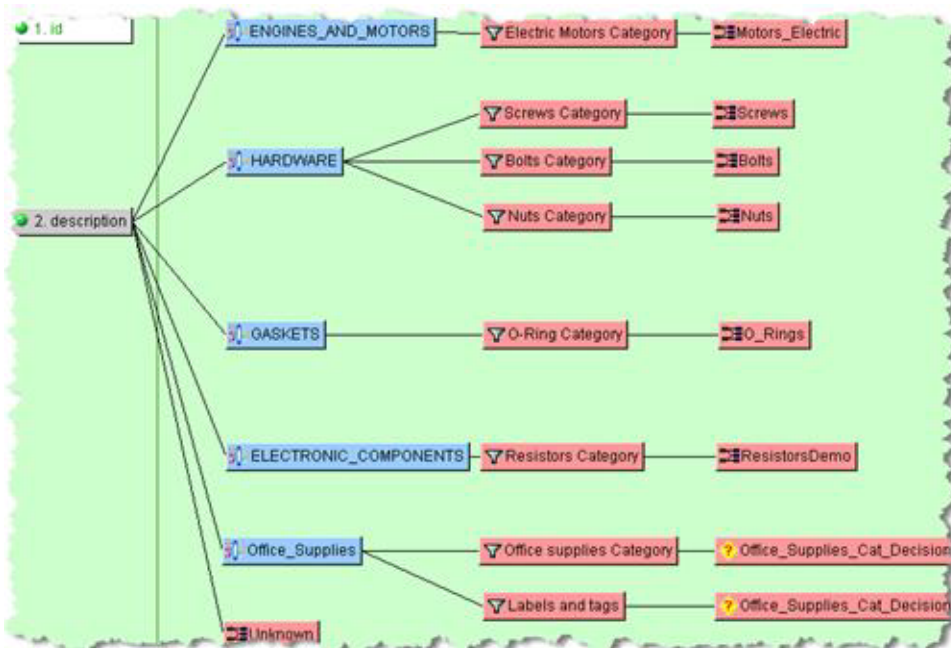 1. id
ENGINES_AND_MOTORS
Electric Motors Category
Motors_Electric
Screws Category
Screws
HARDWARE
Bolts Category
Bolts
Nuts Category
Nuts
2. description
GASKETS
O-Ring Category
O_Rings
ELECTRONIC_COMPONENTS
Resistors Category
ResistorsDemo
Office_Supplies
Office supplies Category
? Office_Supplies_Cat_Decision
Labels and tags
? Office_Supplies_Cat_Decision
Unknown